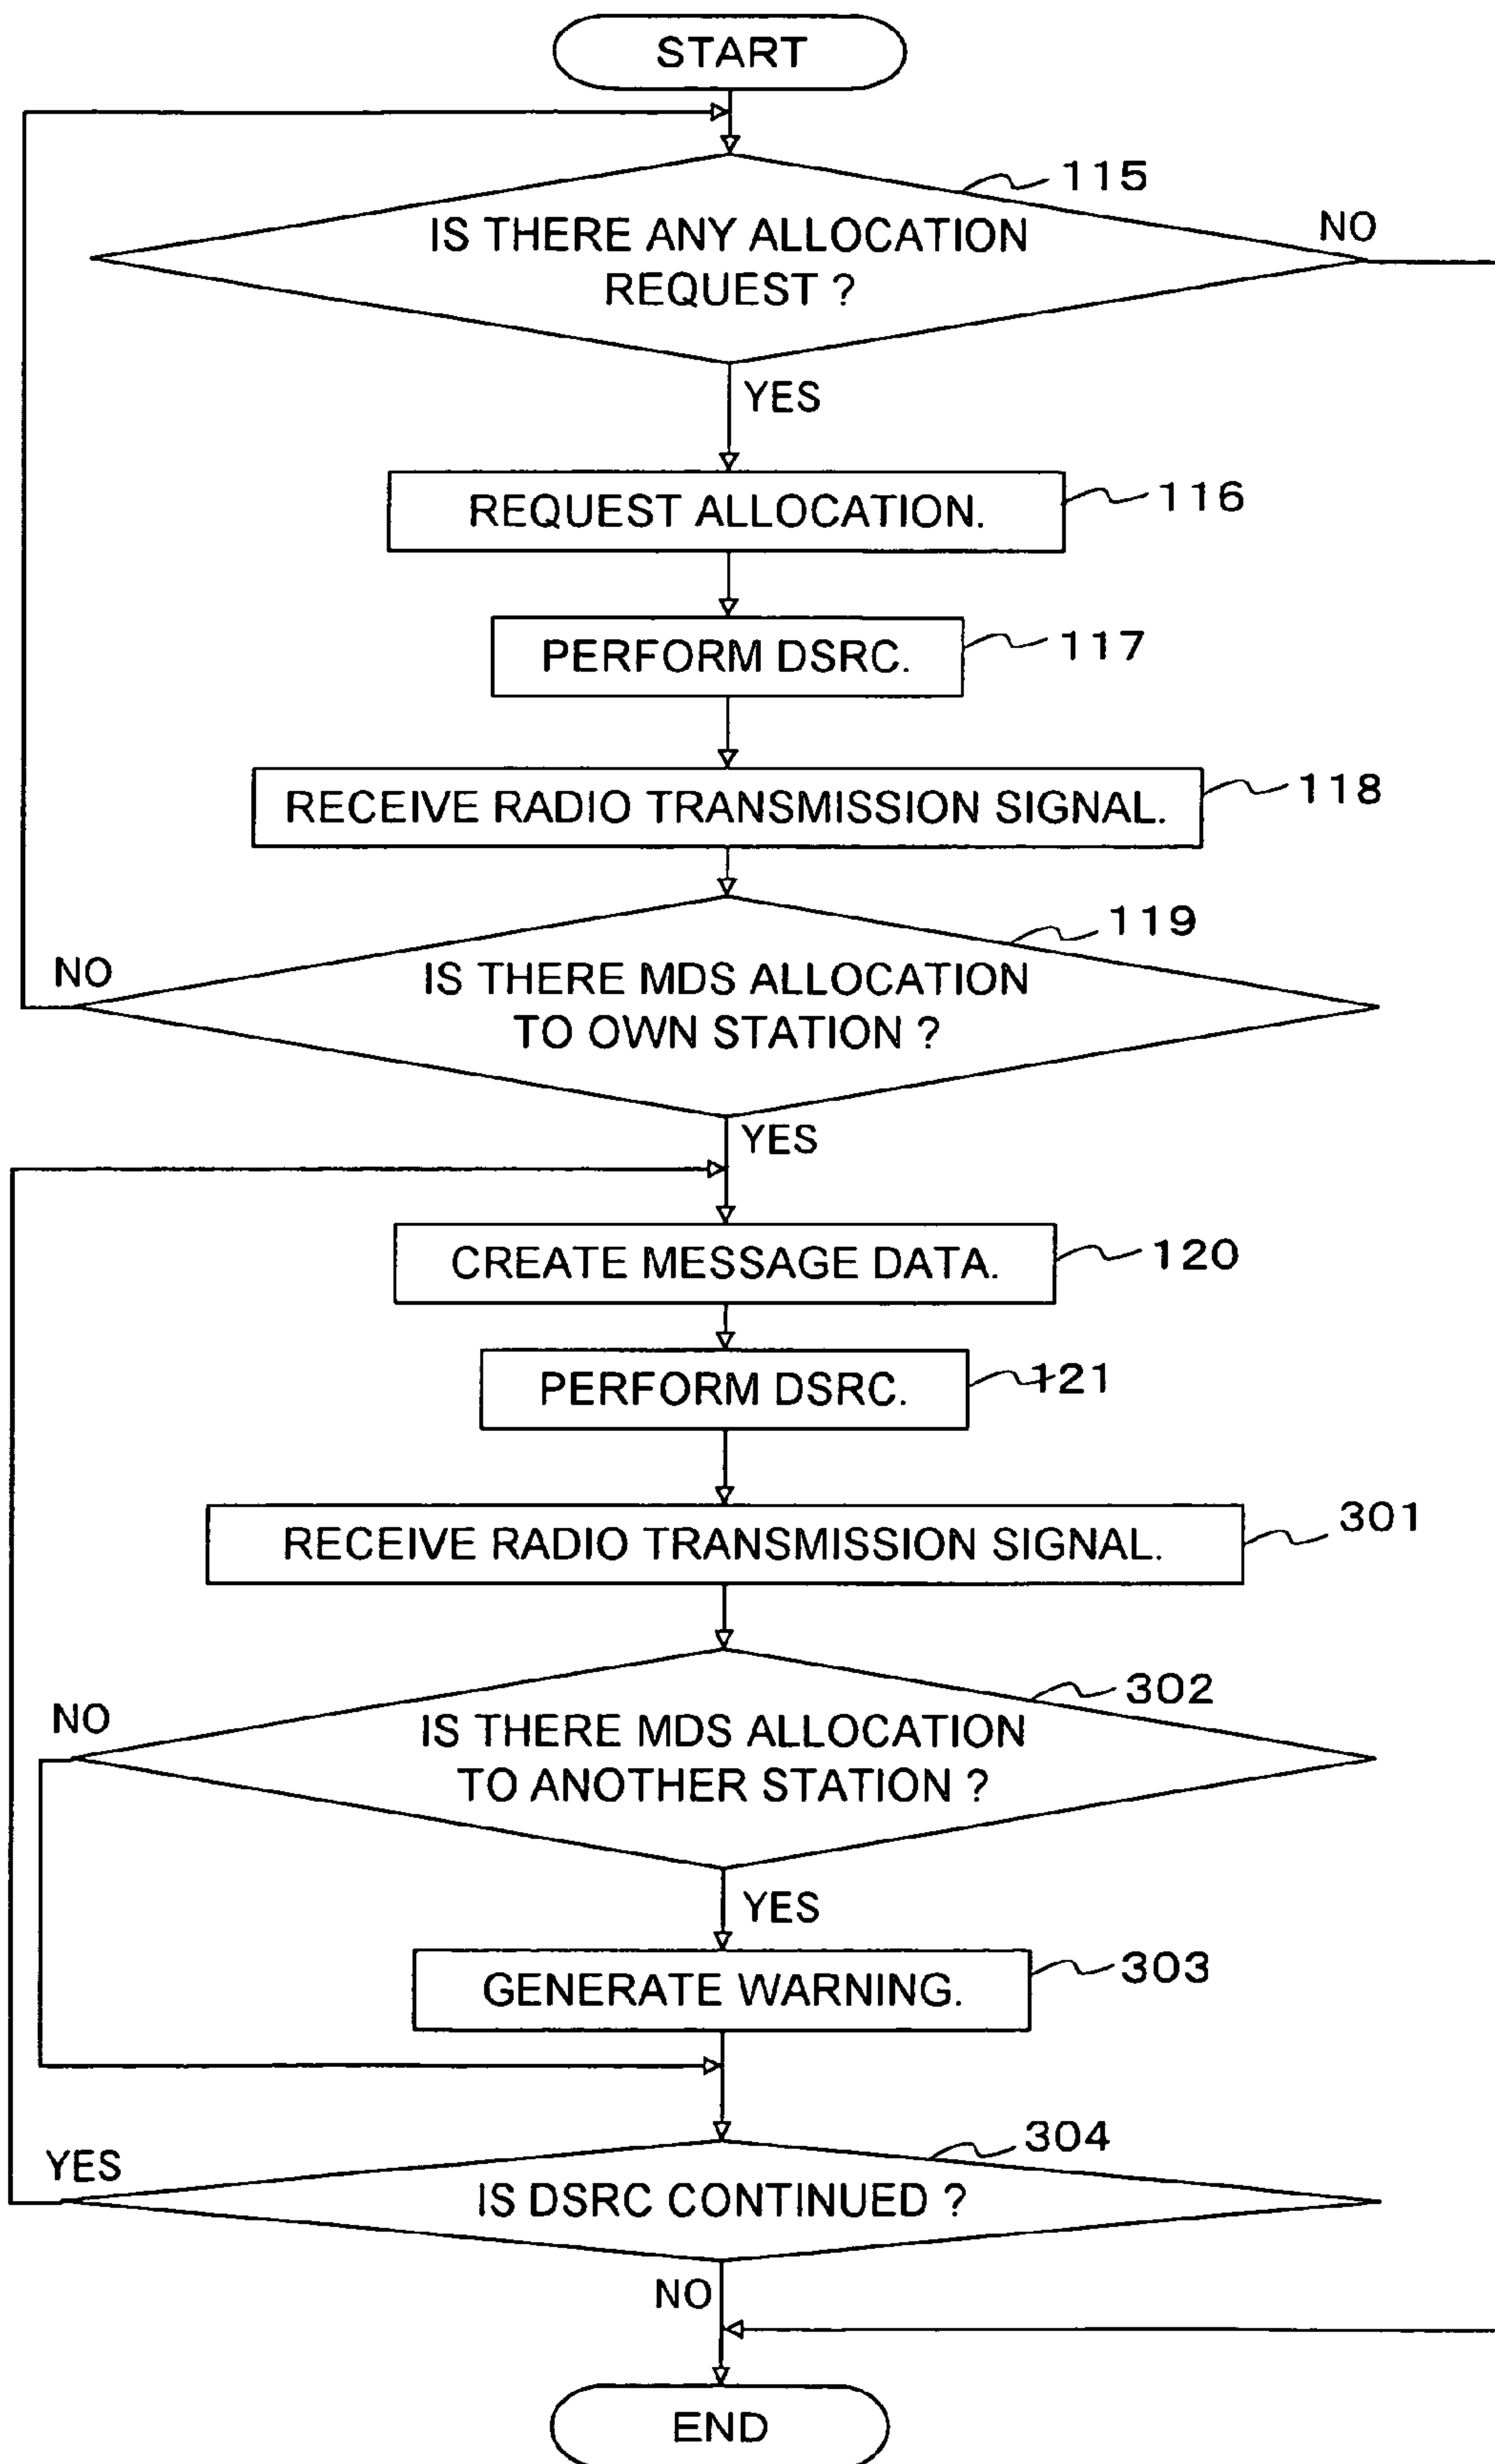 START
115
IS THERE ANY ALLOCATION
REQUEST ?
NO
YES
REQUEST ALLOCATION.
116
PERFORM DSRC.
117
RECEIVE RADIO TRANSMISSION SIGNAL.
118
119
NO
IS THERE MDS ALLOCATION
TO OWN STATION ?
YES
CREATE MESSAGE DATA.
120
PERFORM DSRC.
121
RECEIVE RADIO TRANSMISSION SIGNAL.
301
302
NO
IS THERE MDS ALLOCATION
TO ANOTHER STATION ?
YES
GENERATE WARNING.
303
304
YES
IS DSRC CONTINUED ?
NO
END